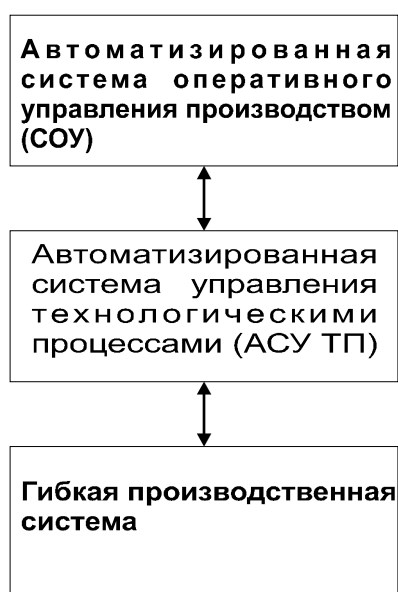 Автоматизированная
система оперативного
управления производством
(СОУ)
Автоматизированная
система управления
технологическими
процессами (АСУ ТП)
Гибкая производственная
система